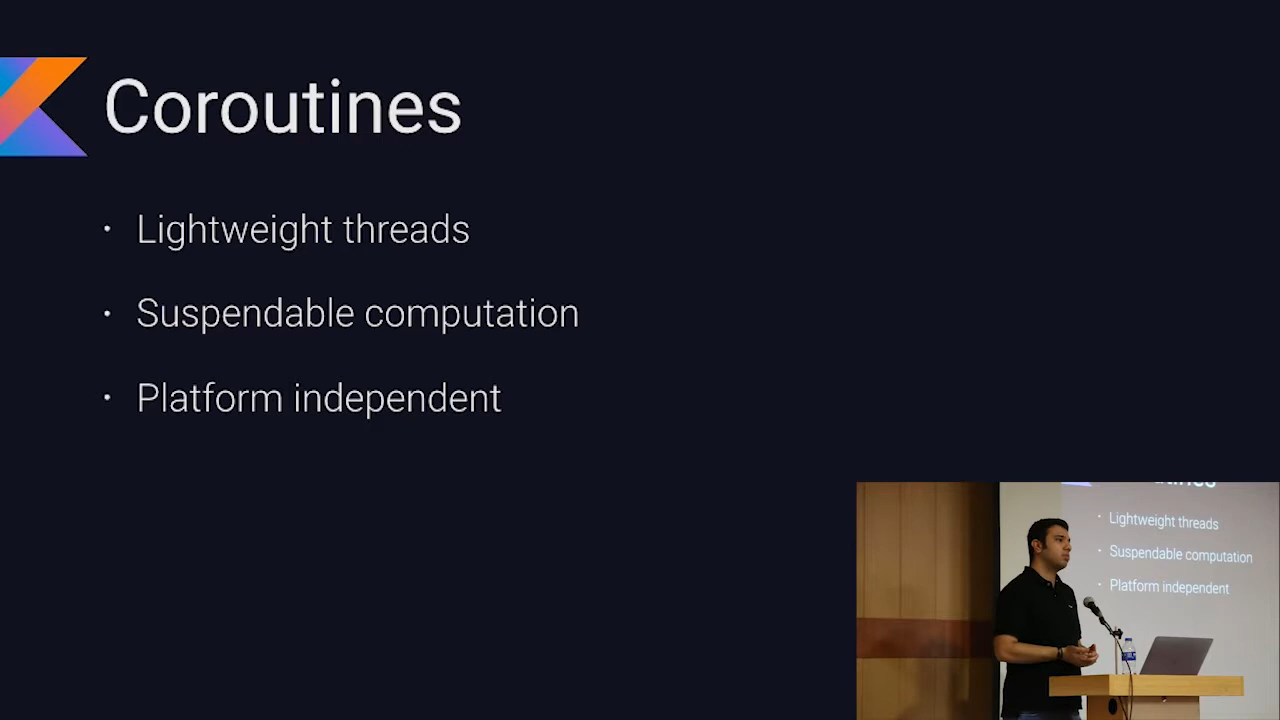 Coroutines
· Lightweight threads
· Suspendable computation
· Platform independent
· Lightweight threads
· Suspendable computation
· Platform independent